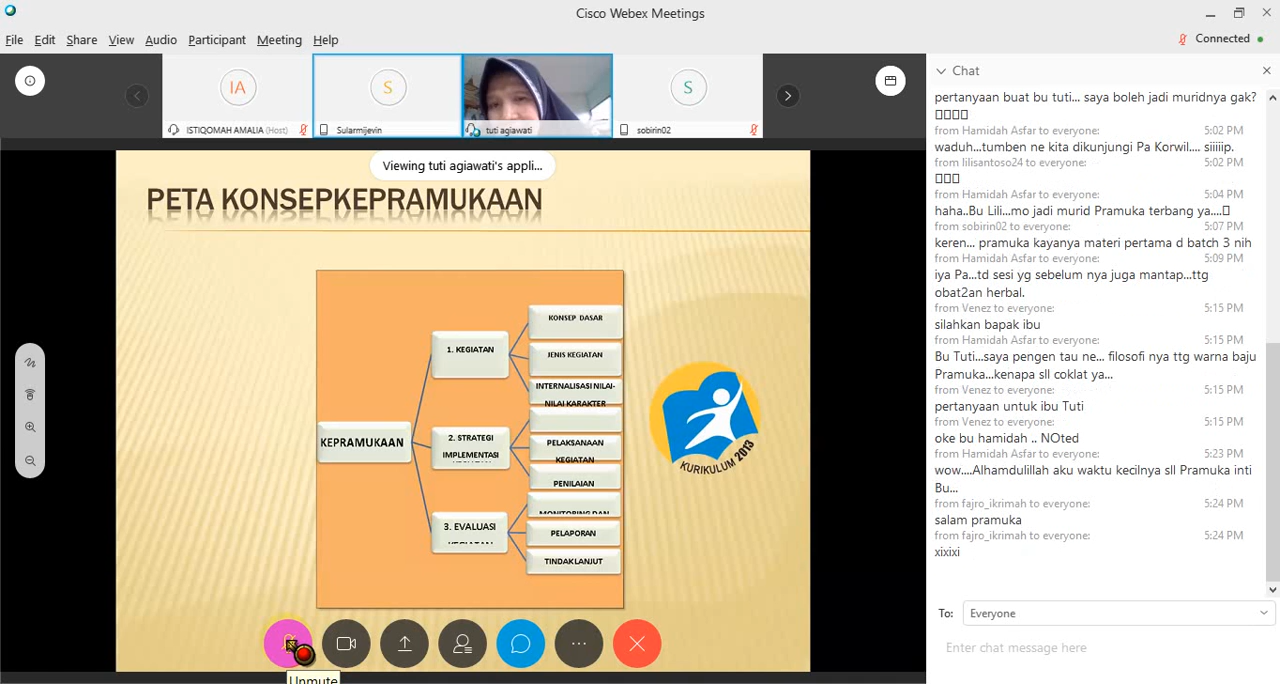 Cisco Webex Meetings
File Edit Share View Audio Participant Meeting Help
Connected
IA
ISTIQOMAH AMALIA (Host)
S
Sularmijevin
tuti agiawati
S
sobirin02
Viewing tuti agiawati's appli...
PETA KONSEPKEPRAMUKAAN
KEPRAMUKAAN
1. KEGIATAN
KONSEP DASAR
JENIS KEGIATAN
INTERNALISASI NILAI-
NILAI KARAKTER
2. STRATEGI
IMPLEMENTASI
PELAKSANAAN
KEGIATAN
PENILAIAN
3. EVALUASI
KEGIATAN
MONITORING DAN
PELAPORAN
TINDAK LANJUT
KURIKULUM 2013
Unmute
Chat
pertanyaan buat bu tuti... saya boleh jadi muridnya gak?
from Hamidah Asfar to everyone: 5:02 PM
waduh...tumben ne kita dikunjungi Pa Korwil.... siiiiip.
from lilisantoso24 to everyone: 5:02 PM
from Hamidah Asfar to everyone: 5:04 PM
haha..Bu Lili...mo jadi murid Pramuka terbang ya....
from sobirin02 to everyone: 5:07 PM
keren... pramuka kayanya materi pertama d batch 3 nih
from Hamidah Asfar to everyone: 5:09 PM
iya Pa...td sesi yg sebelum nya juga mantap...ttg
obat2an herbal.
from Venez to everyone: 5:15 PM
silahkan bapak ibu
from Hamidah Asfar to everyone: 5:15 PM
Bu Tuti...saya pengen tau ne... filosofi nya ttg warna baju
Pramuka...kenapa sll coklat ya...
from Venez to everyone: 5:15 PM
pertanyaan untuk ibu Tuti
from Venez to everyone: 5:15 PM
oke bu hamidah .. NOted
from Hamidah Asfar to everyone: 5:23 PM
wow....Alhamdulillah aku waktu kecilnya sll Pramuka inti
Bu...
from fajro_ikrimah to everyone: 5:24 PM
salam pramuka
from fajro_ikrimah to everyone: 5:24 PM
xixixi
To: Everyone
Enter chat message here